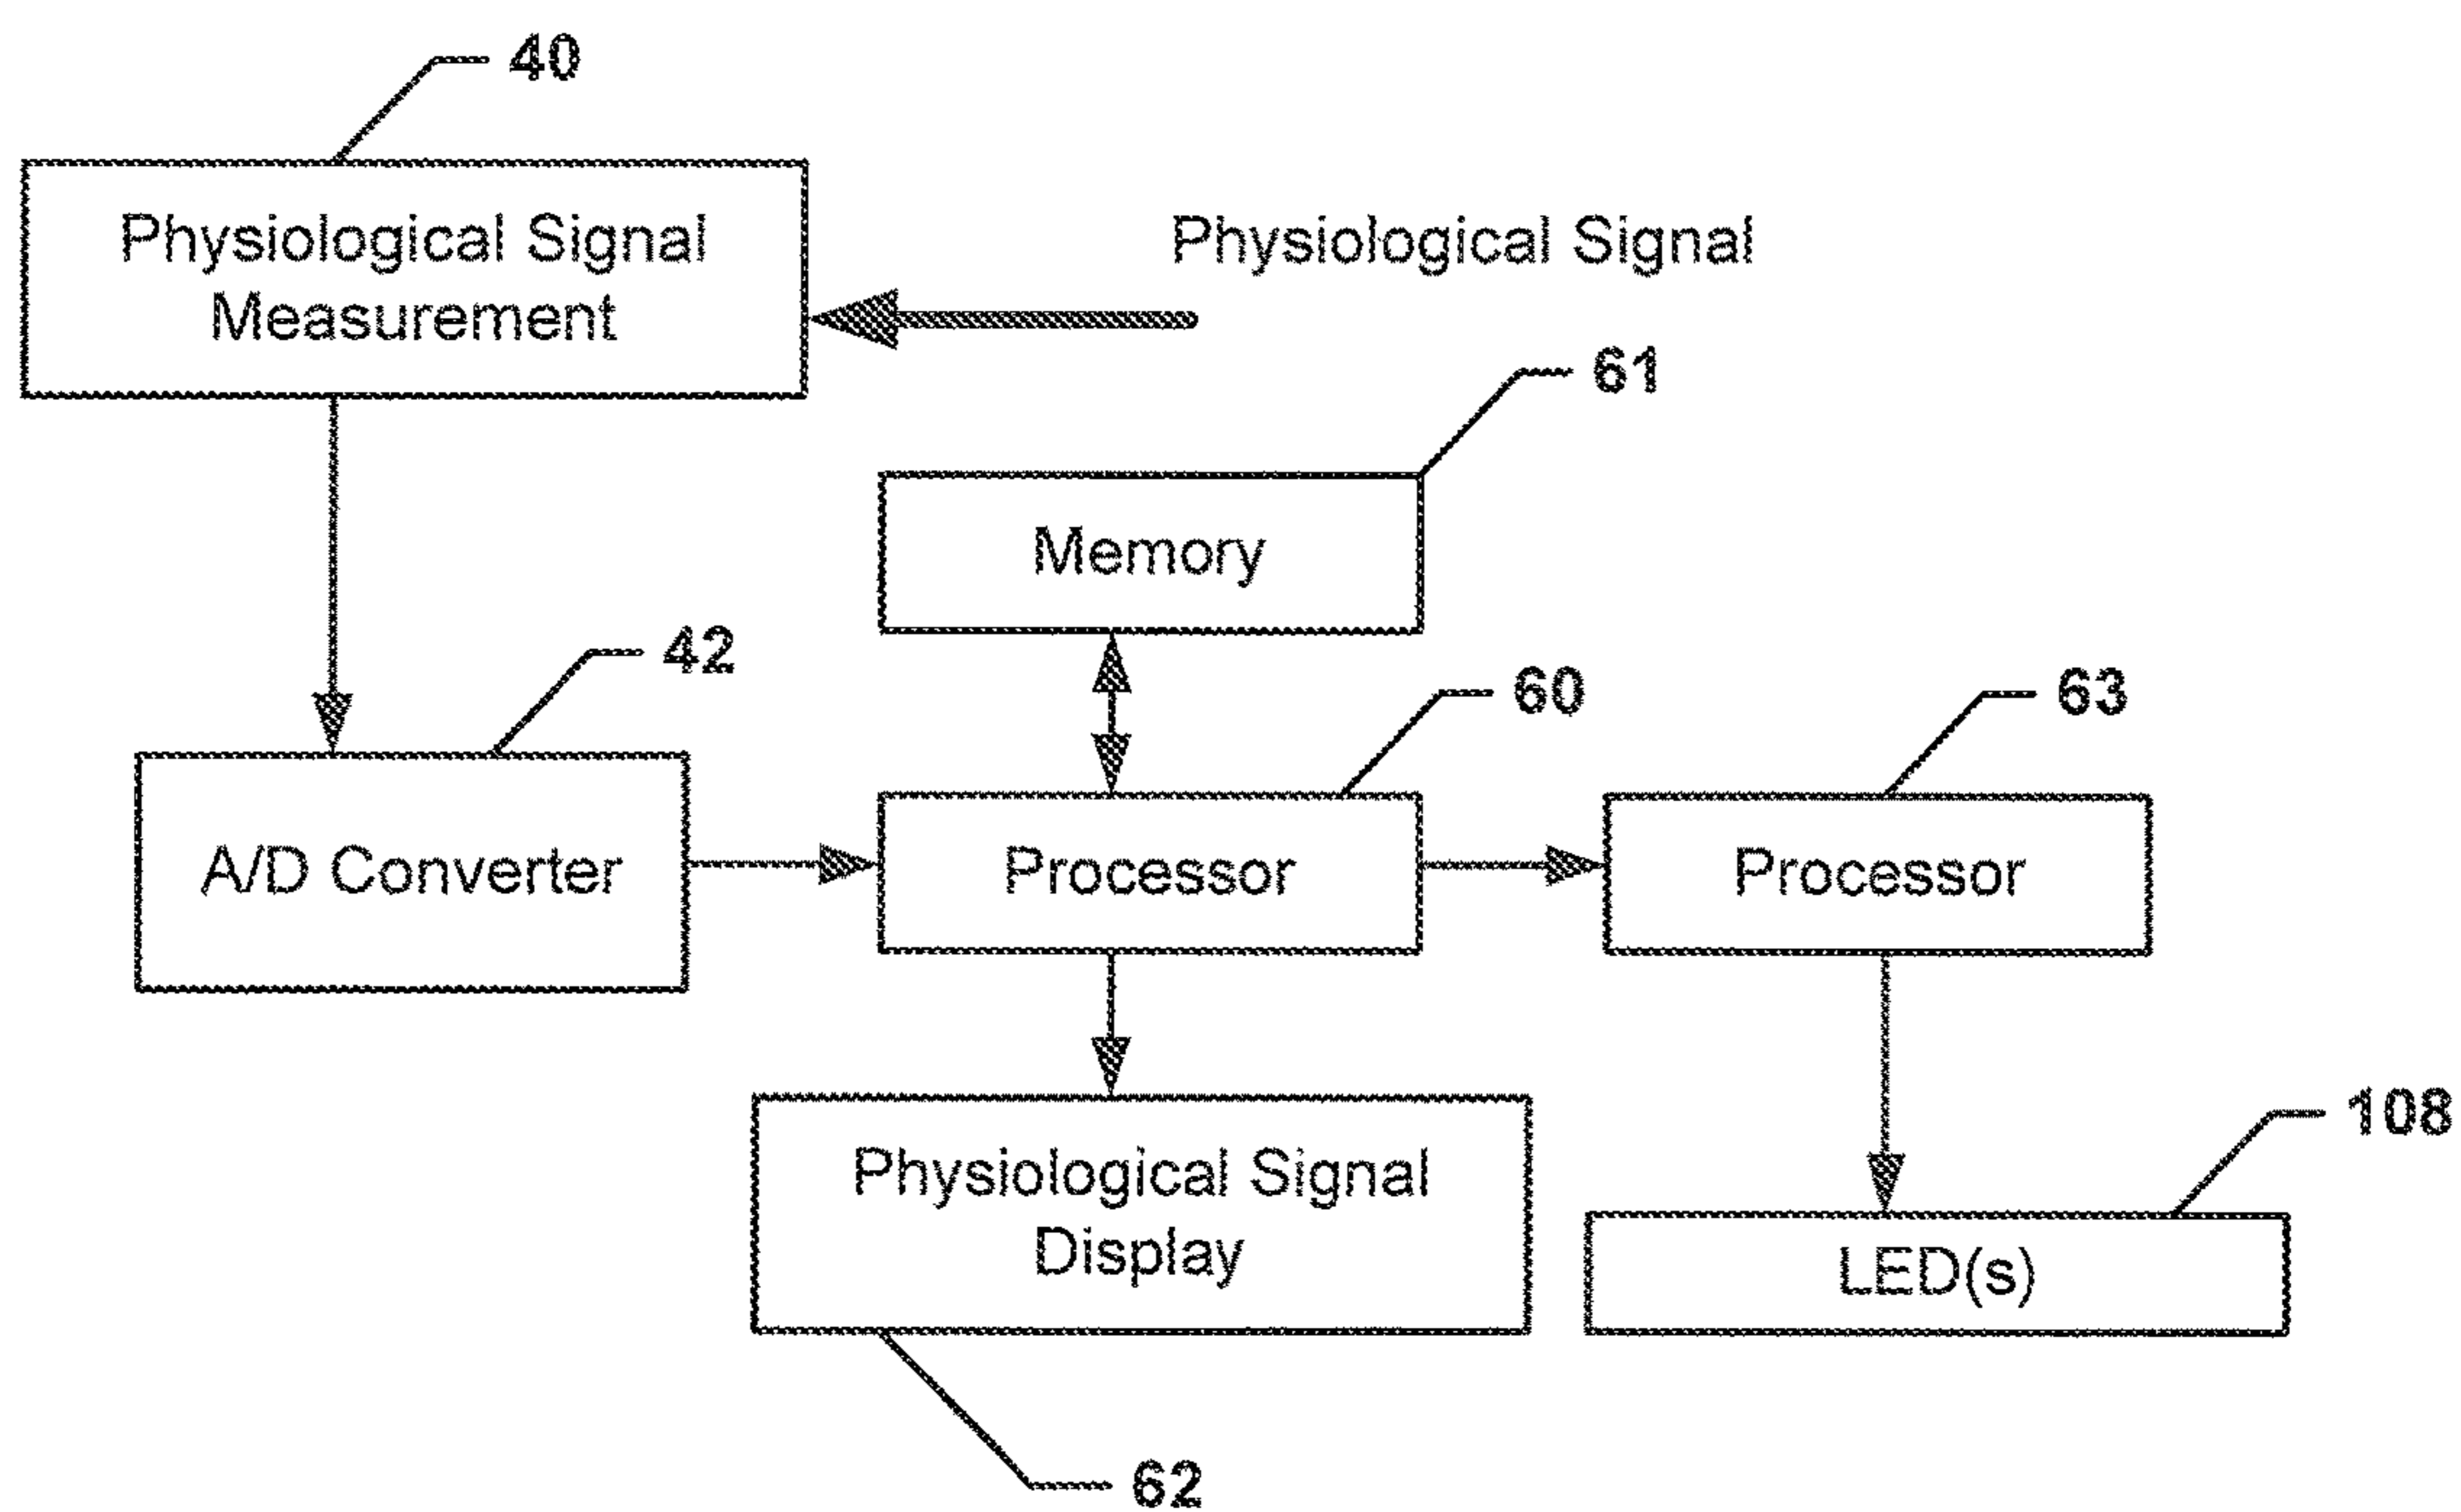 40
Physiological Signal
Measurement
Physiological Signal
61
Memory
42
60
63
A/D Converter
Processor
Processor
108
Physiological Signal
Display
LED(s)
62